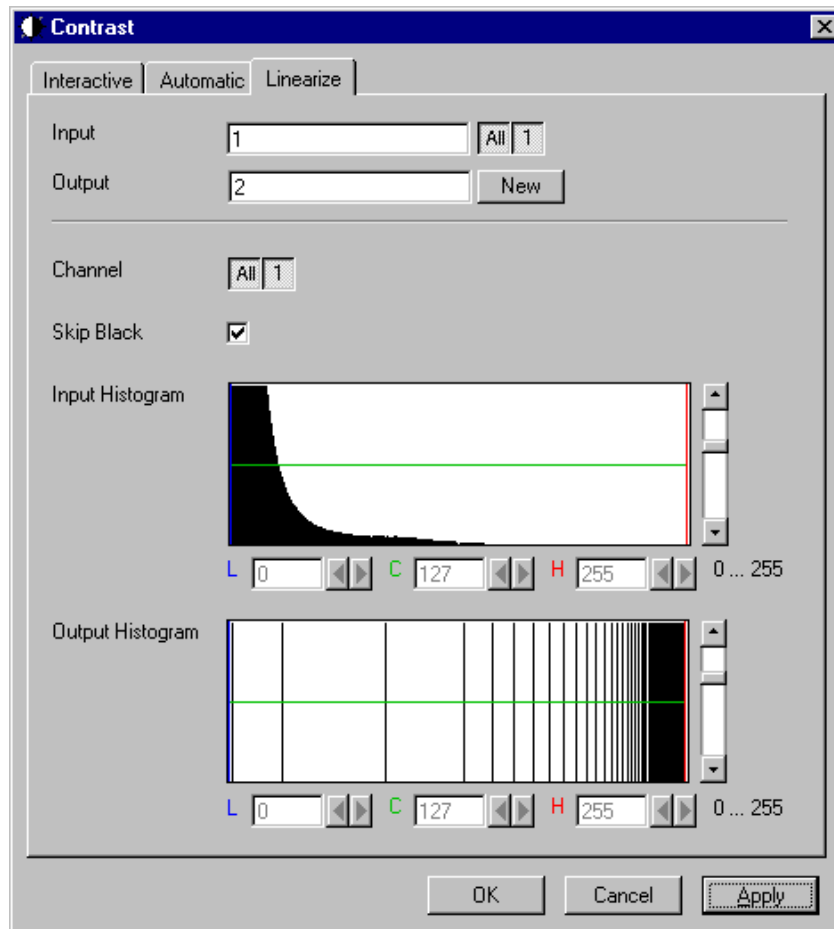 Contrast
Interactive Automatic Linearize
Input 1 All 1
Output 2 New
Channel All 1
Skip Black
Input Histogram
L 0 C 127 H 255 0 ... 255
Output Histogram
L 0 C 127 H 255 0 ... 255
OK Cancel Apply